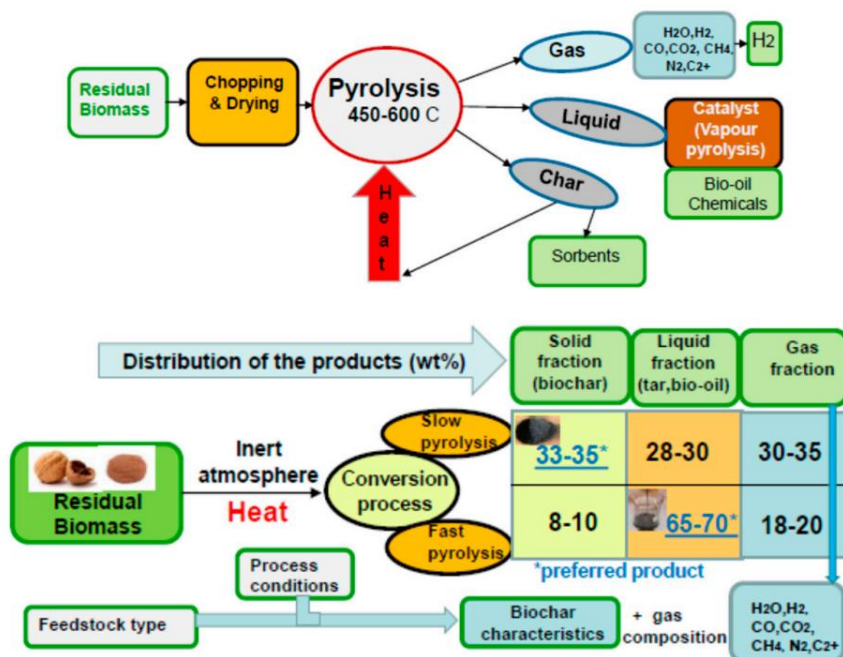 Residual
Biomass
Chopping
& Drying
Pyrolysis
450-600 C
Heat
Gas
H2O,H2,
CO,CO2, CH4,
N2,C2+
H2
Liquid
Catalyst
(Vapour
pyrolysis)
Bio-oil
Chemicals
Char
Sorbents
Distribution of the products (wt%)
Solid
fraction
(biochar)
Liquid
fraction
(tar,bio-oil)
Gas
fraction
Residual
Biomass
Inert
atmosphere
Heat
Conversion
process
Slow
pyrolysis
33-35*
28-30
30-35
Fast
pyrolysis
8-10
65-70*
18-20
*preferred product
Process
conditions
Feedstock type
Biochar
characteristics
+ gas
composition
H2O,H2,
CO,CO2,
CH4, N2,C2+